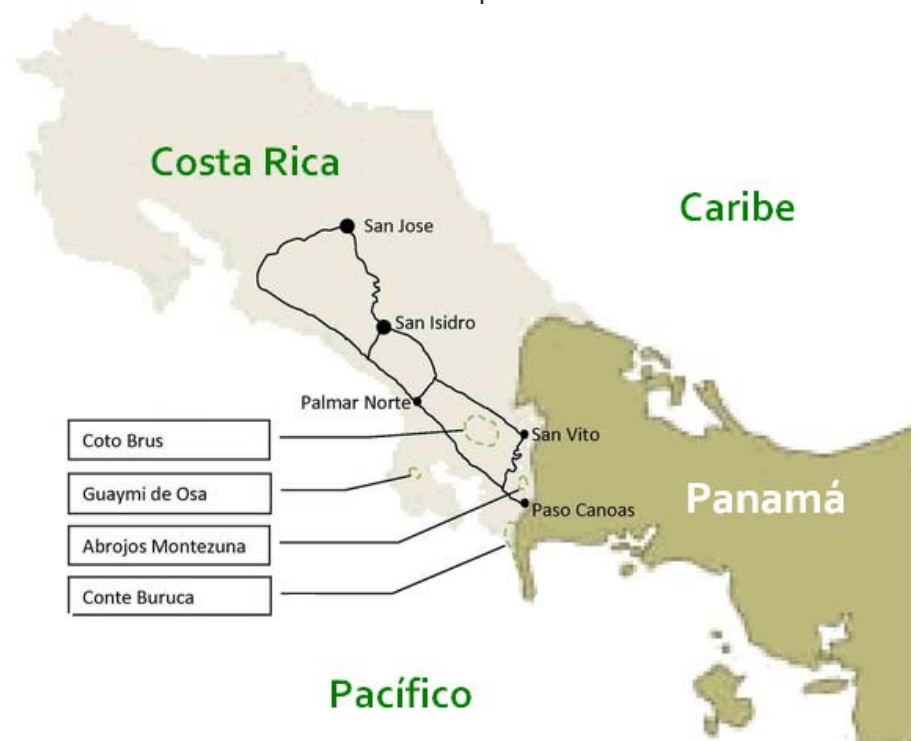 Costa Rica
Caribe
San Jose
San Isidro
Palmar Norte
Coto Brus
San Vito
Guaymi de Osa
Panamá
Paso Canoas
Abrojos Montezuna
Conte Buruca
Pacífico